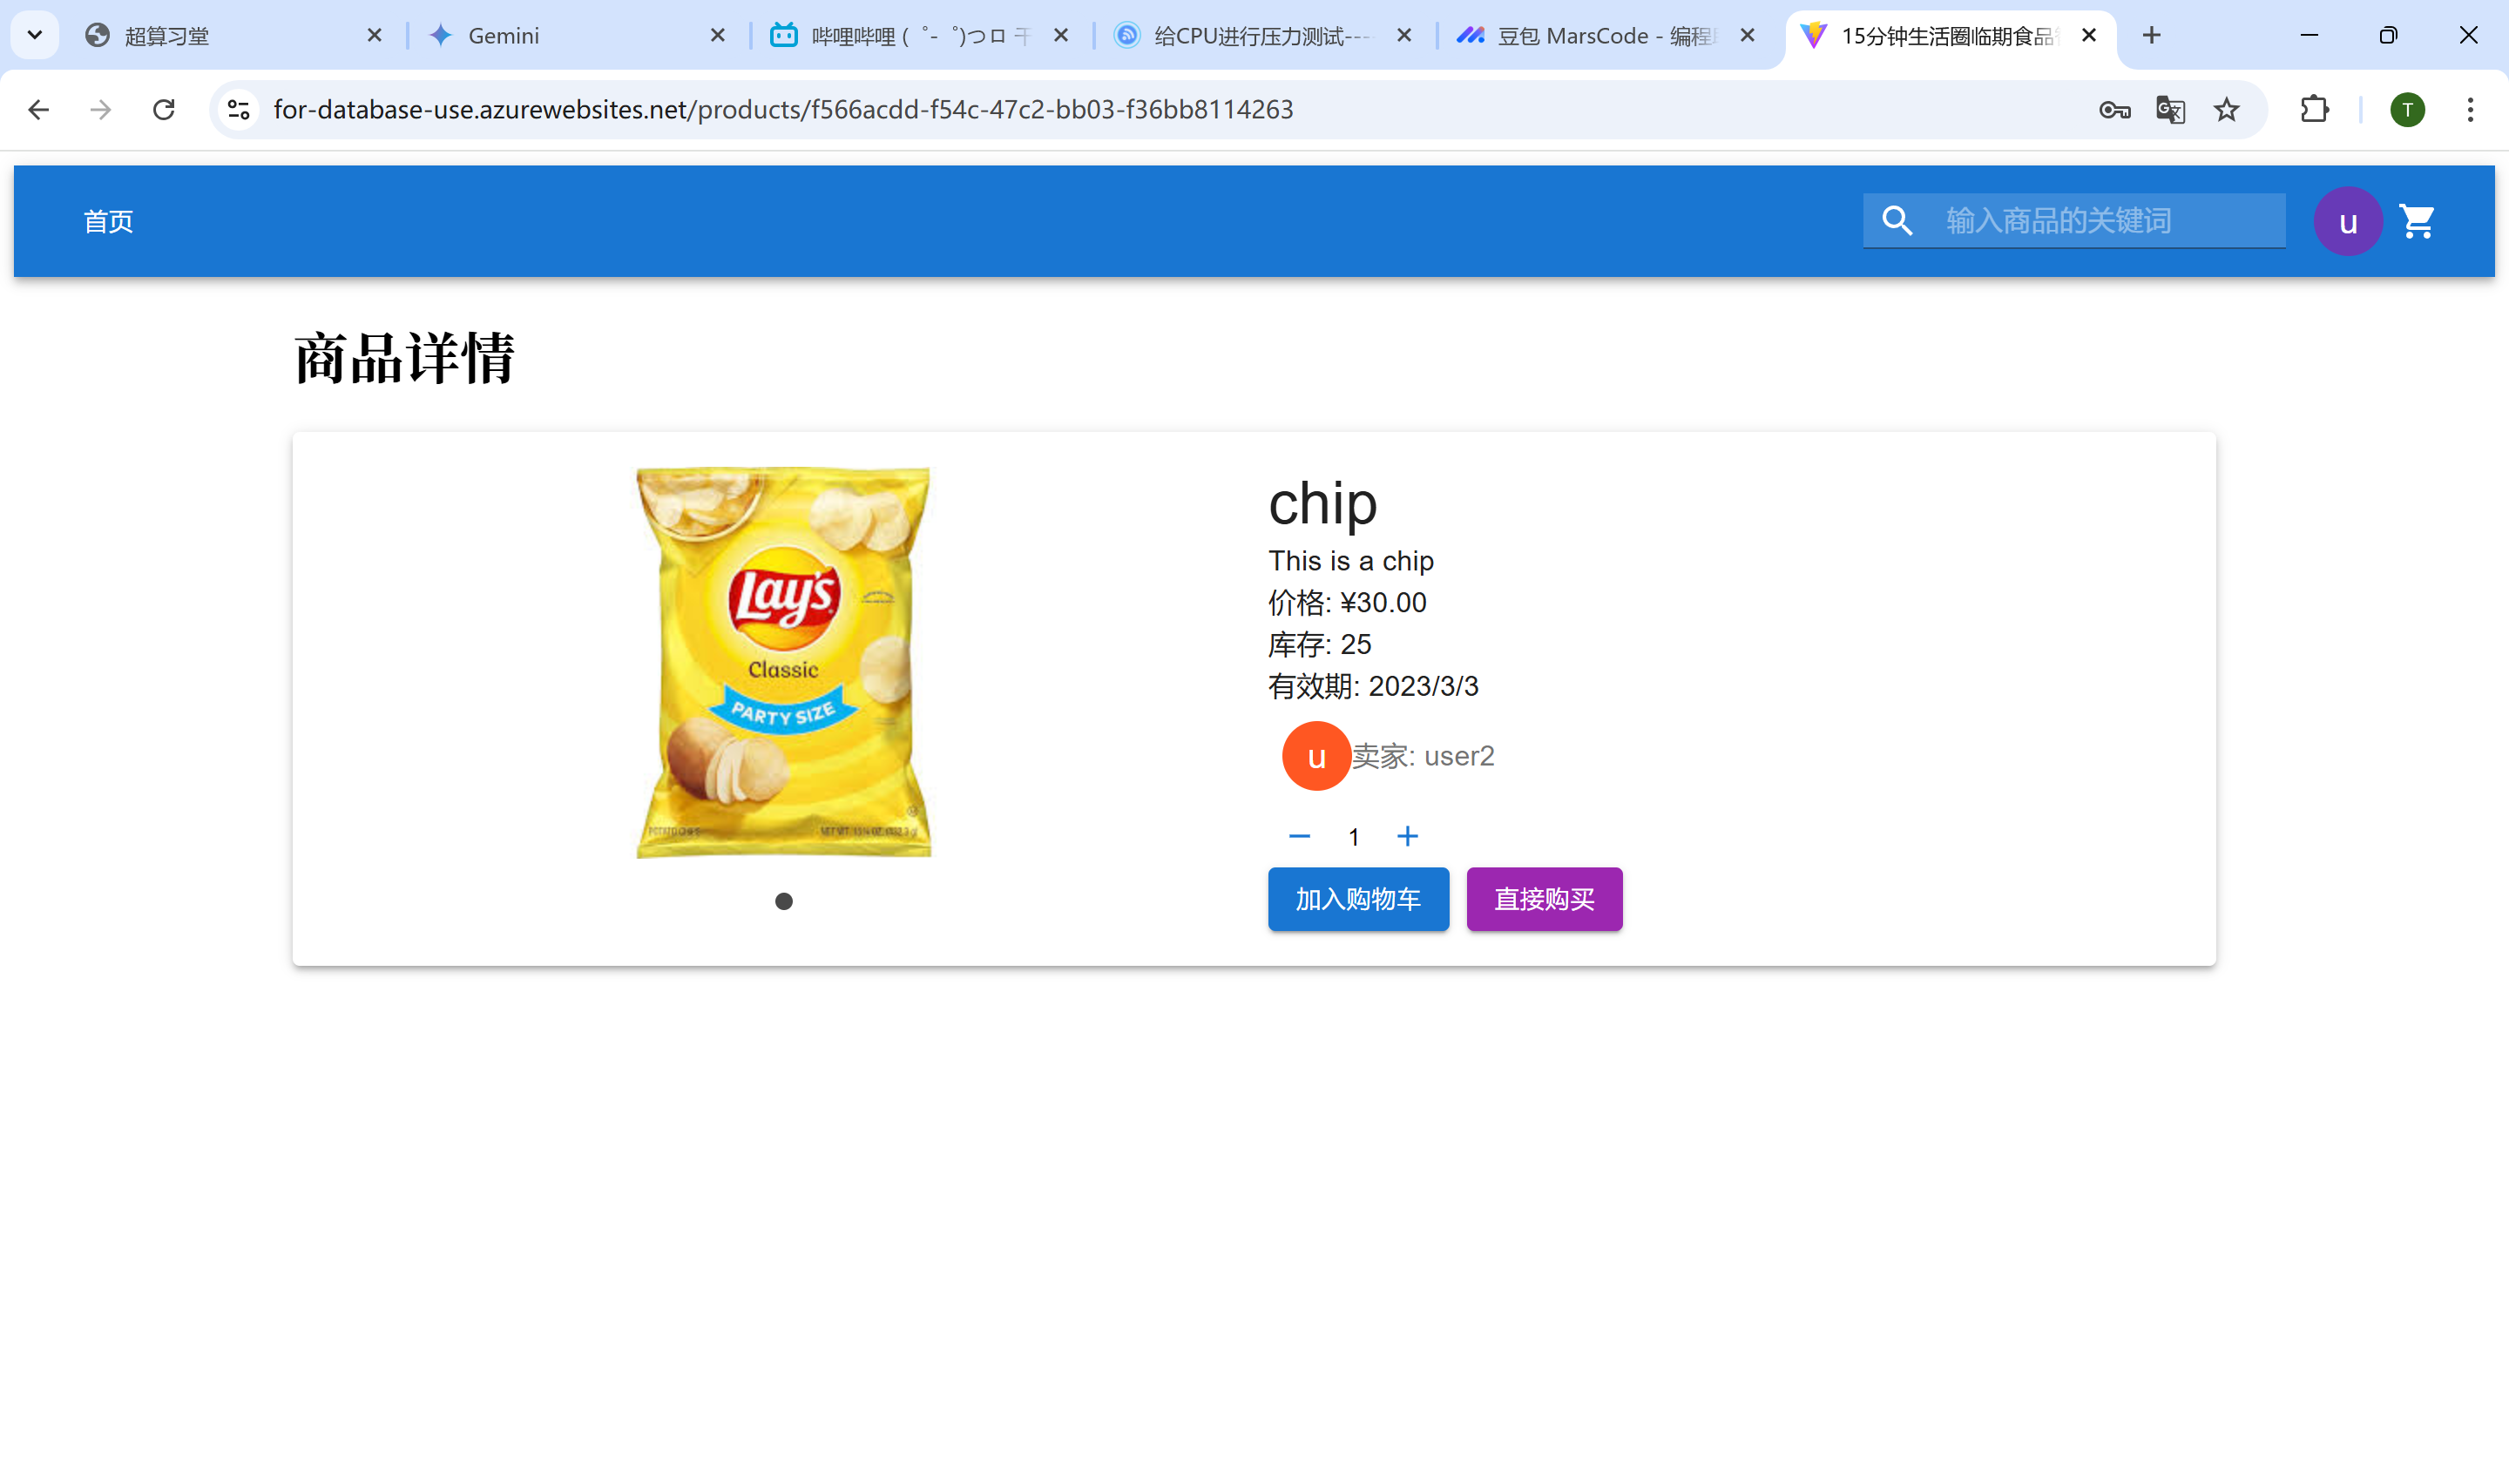 超算习堂
Gemini
哔哩哔哩 (゜-゜)つロ 干
给CPU进行压力测试----
豆包 MarsCode - 编程
15分钟生活圈临期食品
for-database-use.azurewebsites.net/products/f566acdd-f54c-47c2-bb03-f36bb8114263
T
首页
输入商品的关键词
u
商品详情
Lay's
Classic
PARTY SIZE
POTATO CHIPS
chip
This is a chip
价格: ¥30.00
库存: 25
有效期: 2023/3/3
u
卖家: user2
1
加入购物车
直接购买